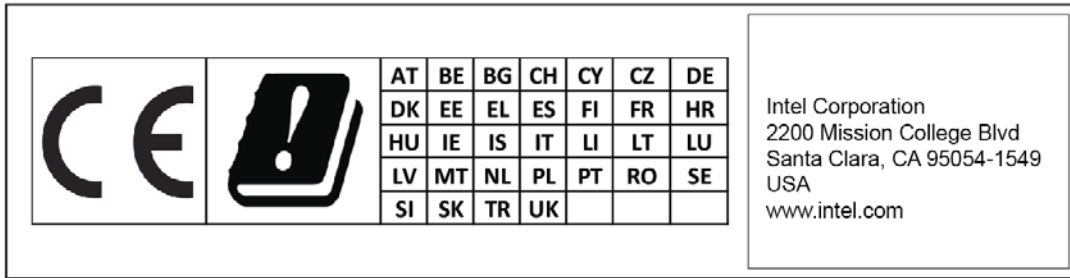 CE
AT BE BG CH CY CZ DE
DK EE EL ES FI FR HR
HU IE IS IT LI LT LU
LV MT NL PL PT RO SE
SI SK TR UK
Intel Corporation
2200 Mission College Blvd
Santa Clara, CA 95054-1549
USA
www.intel.com